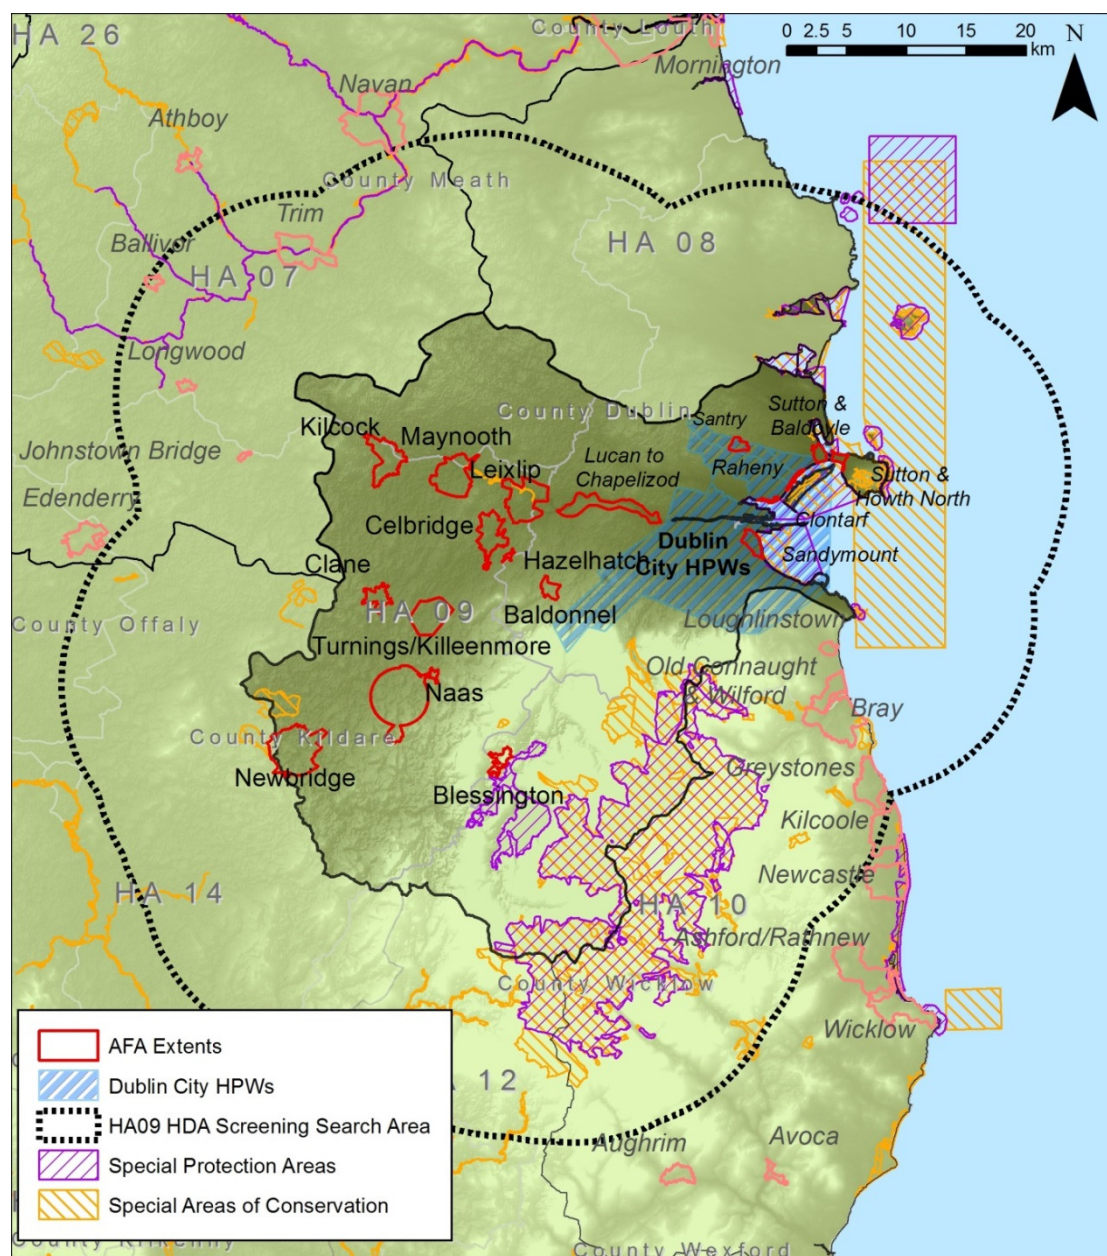 HA 26
County Louth
N
0 2.5 5 10 15 20
km
Mornington
Navan
Athboy
County Meath
Trim
HA 08
Ballivor
HA 07
Longwood
County Dublin
Sutton &
Baldoyle
Santry
Kilcock
Maynooth
Lucan to
Chapelizod
Raheny
Johnstown Bridge
Leixlip
Sutton &
Howth North
Edenderry
Celbridge
Clontarf
Dublin
City HPWs
Sandymount
Clane
Hazelhatch
HA 09
Baldonnel
Loughlinstown
County Offaly
Turnings/Killeenmore
Old Connaught
& Wilford
Naas
Bray
County Kildare
Newbridge
Greystones
Blessington
Kilcoole
HA 14
Newcastle
HA 10
Ashford/Rathnew
County Wicklow
Wicklow
12
Aughrim
Avoca
County Wexford
AFA Extents
Dublin City HPWs
HA09 HDA Screening Search Area
Special Protection Areas
Special Areas of Conservation
County Kilkenny